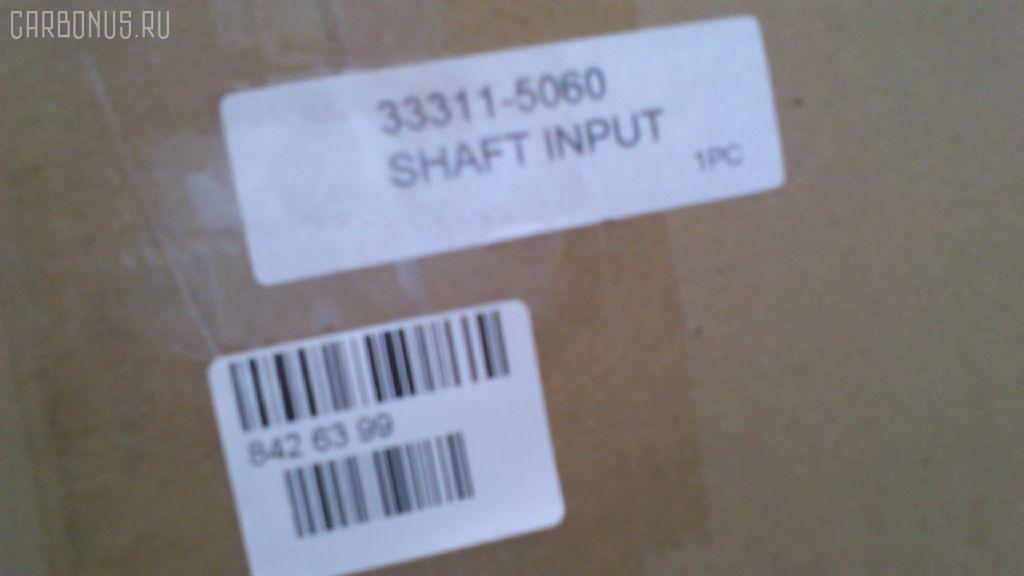 CARBONUS.RU
33311-5060
SHAFT INPUT
1PC
842 63 99